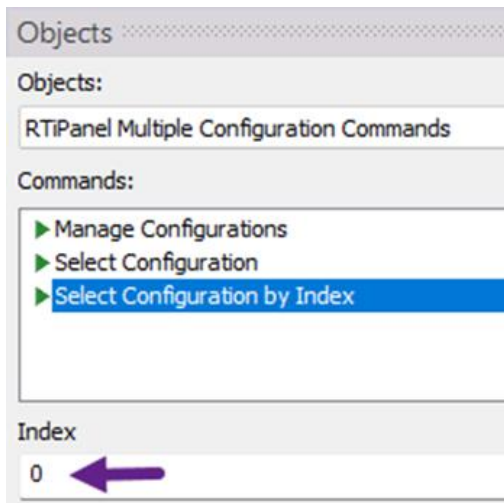 Objects
Objects:
RTiPanel Multiple Configuration Commands
Commands:
Manage Configurations
Select Configuration
Select Configuration by Index
Index
0